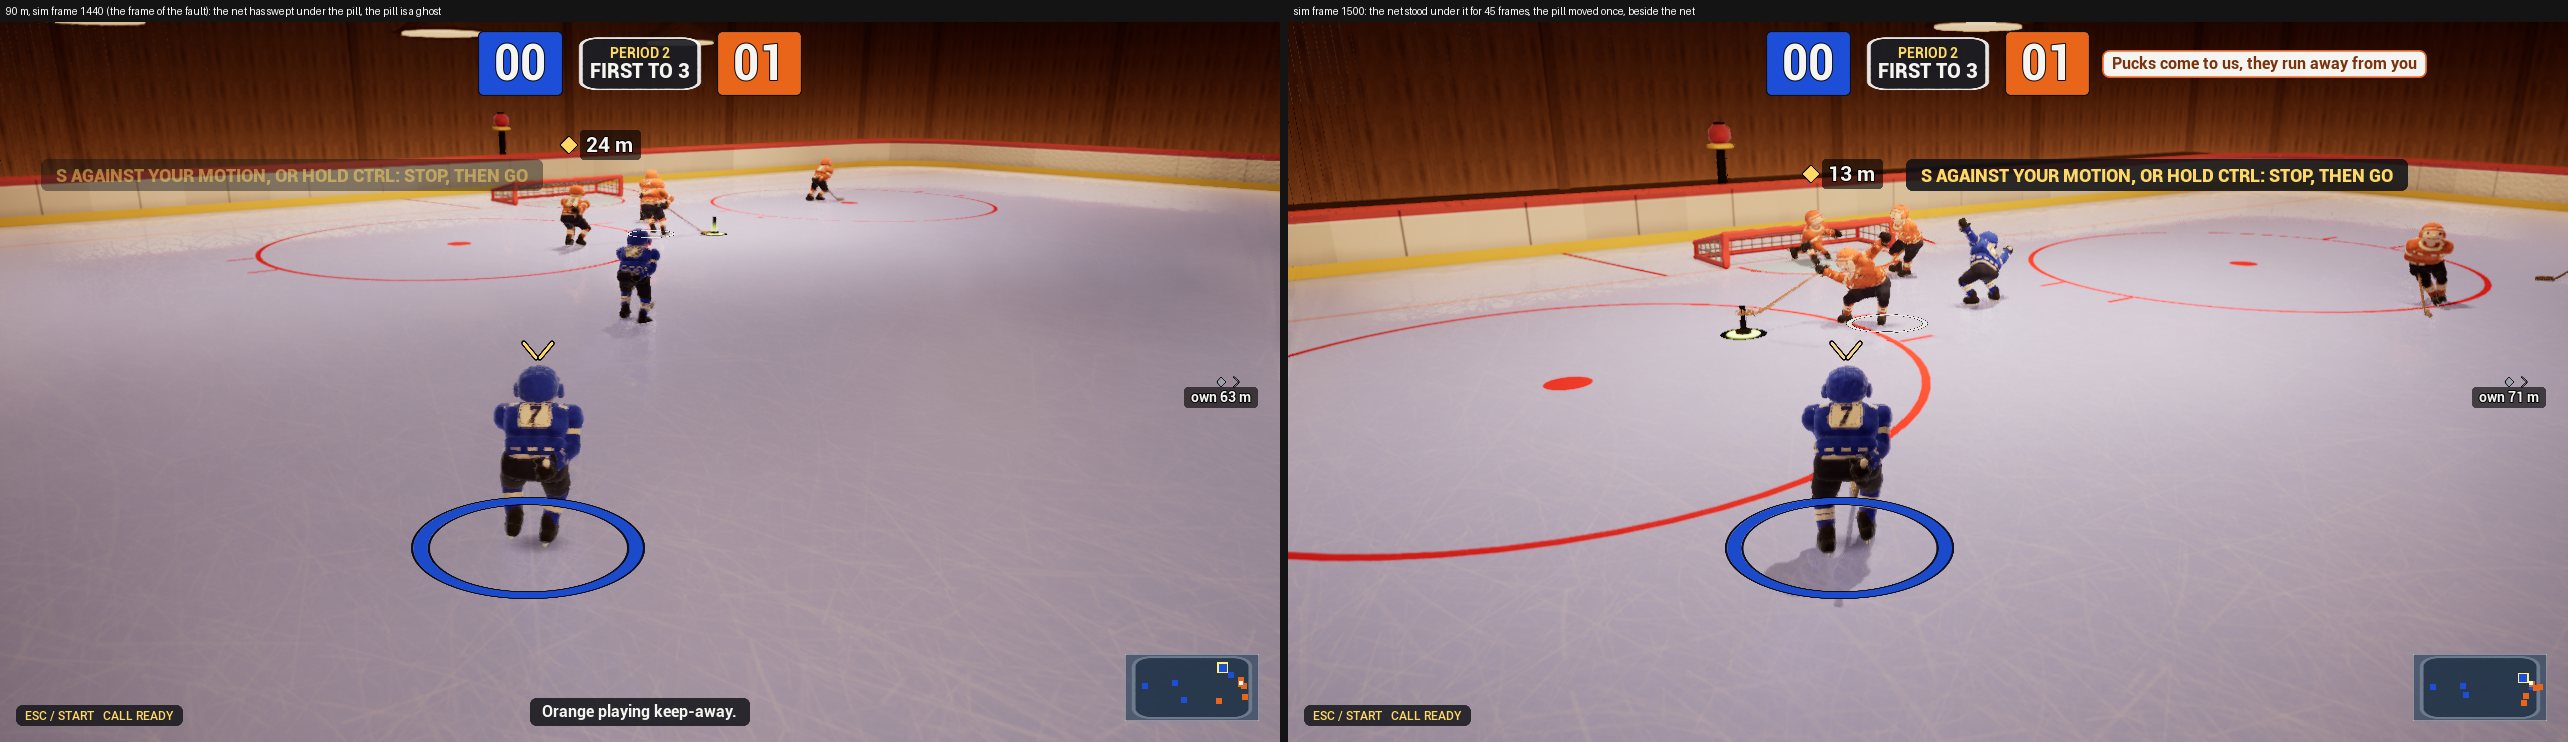 90 m, sim frame 1440 (the frame of the fault): the net has swept under the pill, the pill is a ghost
00
PERIOD 2
FIRST TO 3
01
24 m
S AGAINST YOUR MOTION, OR HOLD CTRL: STOP, THEN GO
7
own 63 m
Orange playing keep-away.
ESC / START CALL READY
sim frame 1500: the net stood under it for 45 frames, the pill moved once, beside the net
00
PERIOD 2
FIRST TO 3
01
Pucks come to us, they run away from you
13 m
S AGAINST YOUR MOTION, OR HOLD CTRL: STOP, THEN GO
7
own 71 m
ESC / START CALL READY